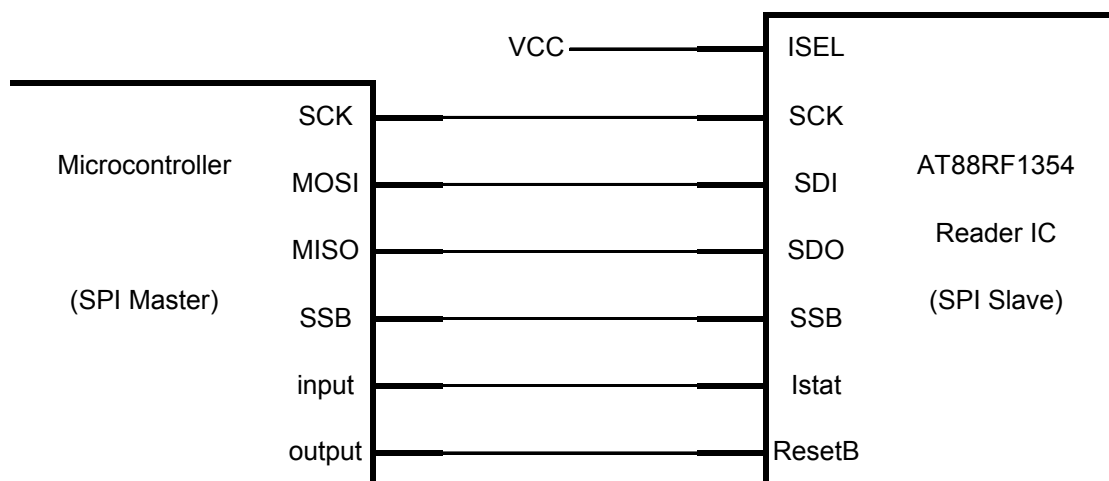 VCC
ISEL
SCK
SCK
Microcontroller
AT88RF1354
MOSI
SDI
Reader IC
MISO
SDO
(SPI Master)
(SPI Slave)
SSB
SSB
input
Istat
output
ResetB